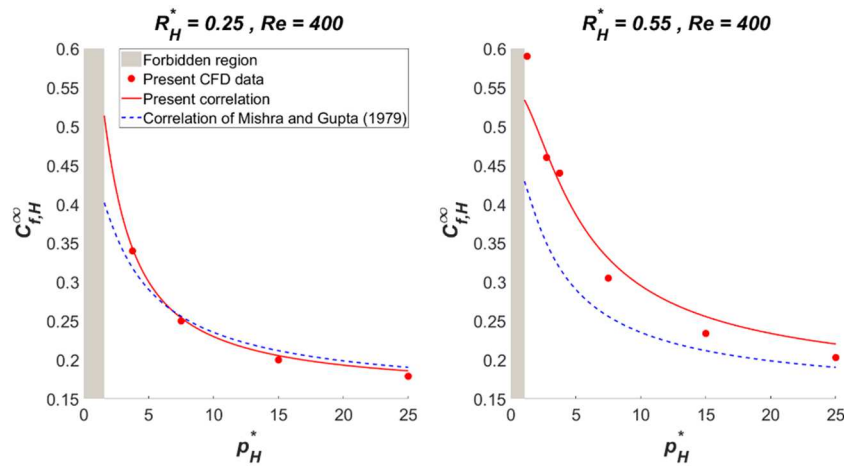 R*H = 0.25 , Re = 400
Forbidden region
Present CFD data
Present correlation
Correlation of Mishra and Gupta (1979)
0.6
0.55
0.5
0.45
0.4
0.35
0.3
0.25
0.2
0.15
C∞f,H
0 5 10 15 20 25
p*H
R*H = 0.55 , Re = 400
0.6
0.55
0.5
0.45
0.4
0.35
0.3
0.25
0.2
0.15
C∞f,H
0 5 10 15 20 25
p*H